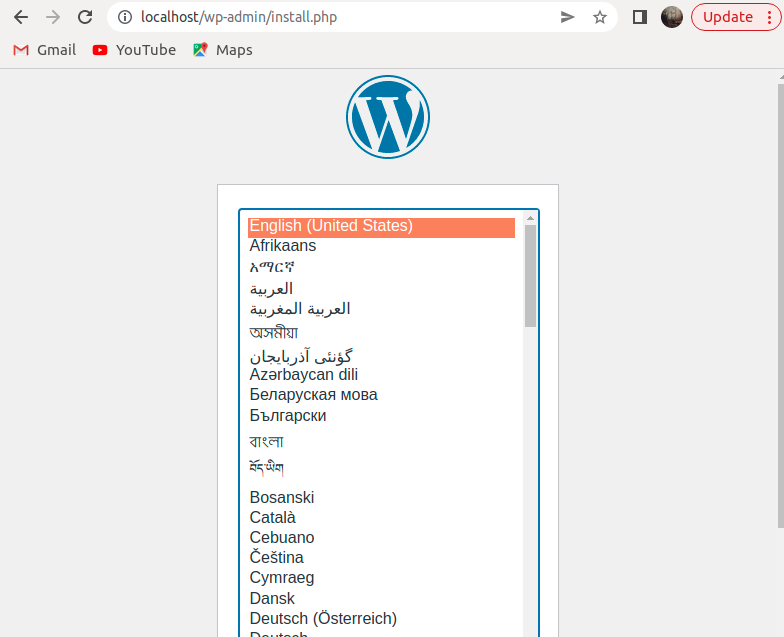 localhost/wp-admin/install.php
Update
Gmail
YouTube
Maps
English (United States)
Afrikaans
አማርኛ
العربية
العربية المغربية
অসমীয়া
گؤنئی آذربایجان
Azərbaycan dili
Беларуская мова
Български
বাংলা
བོད་ཡིག
Bosanski
Català
Cebuano
Čeština
Cymraeg
Dansk
Deutsch (Österreich)
Deutsch